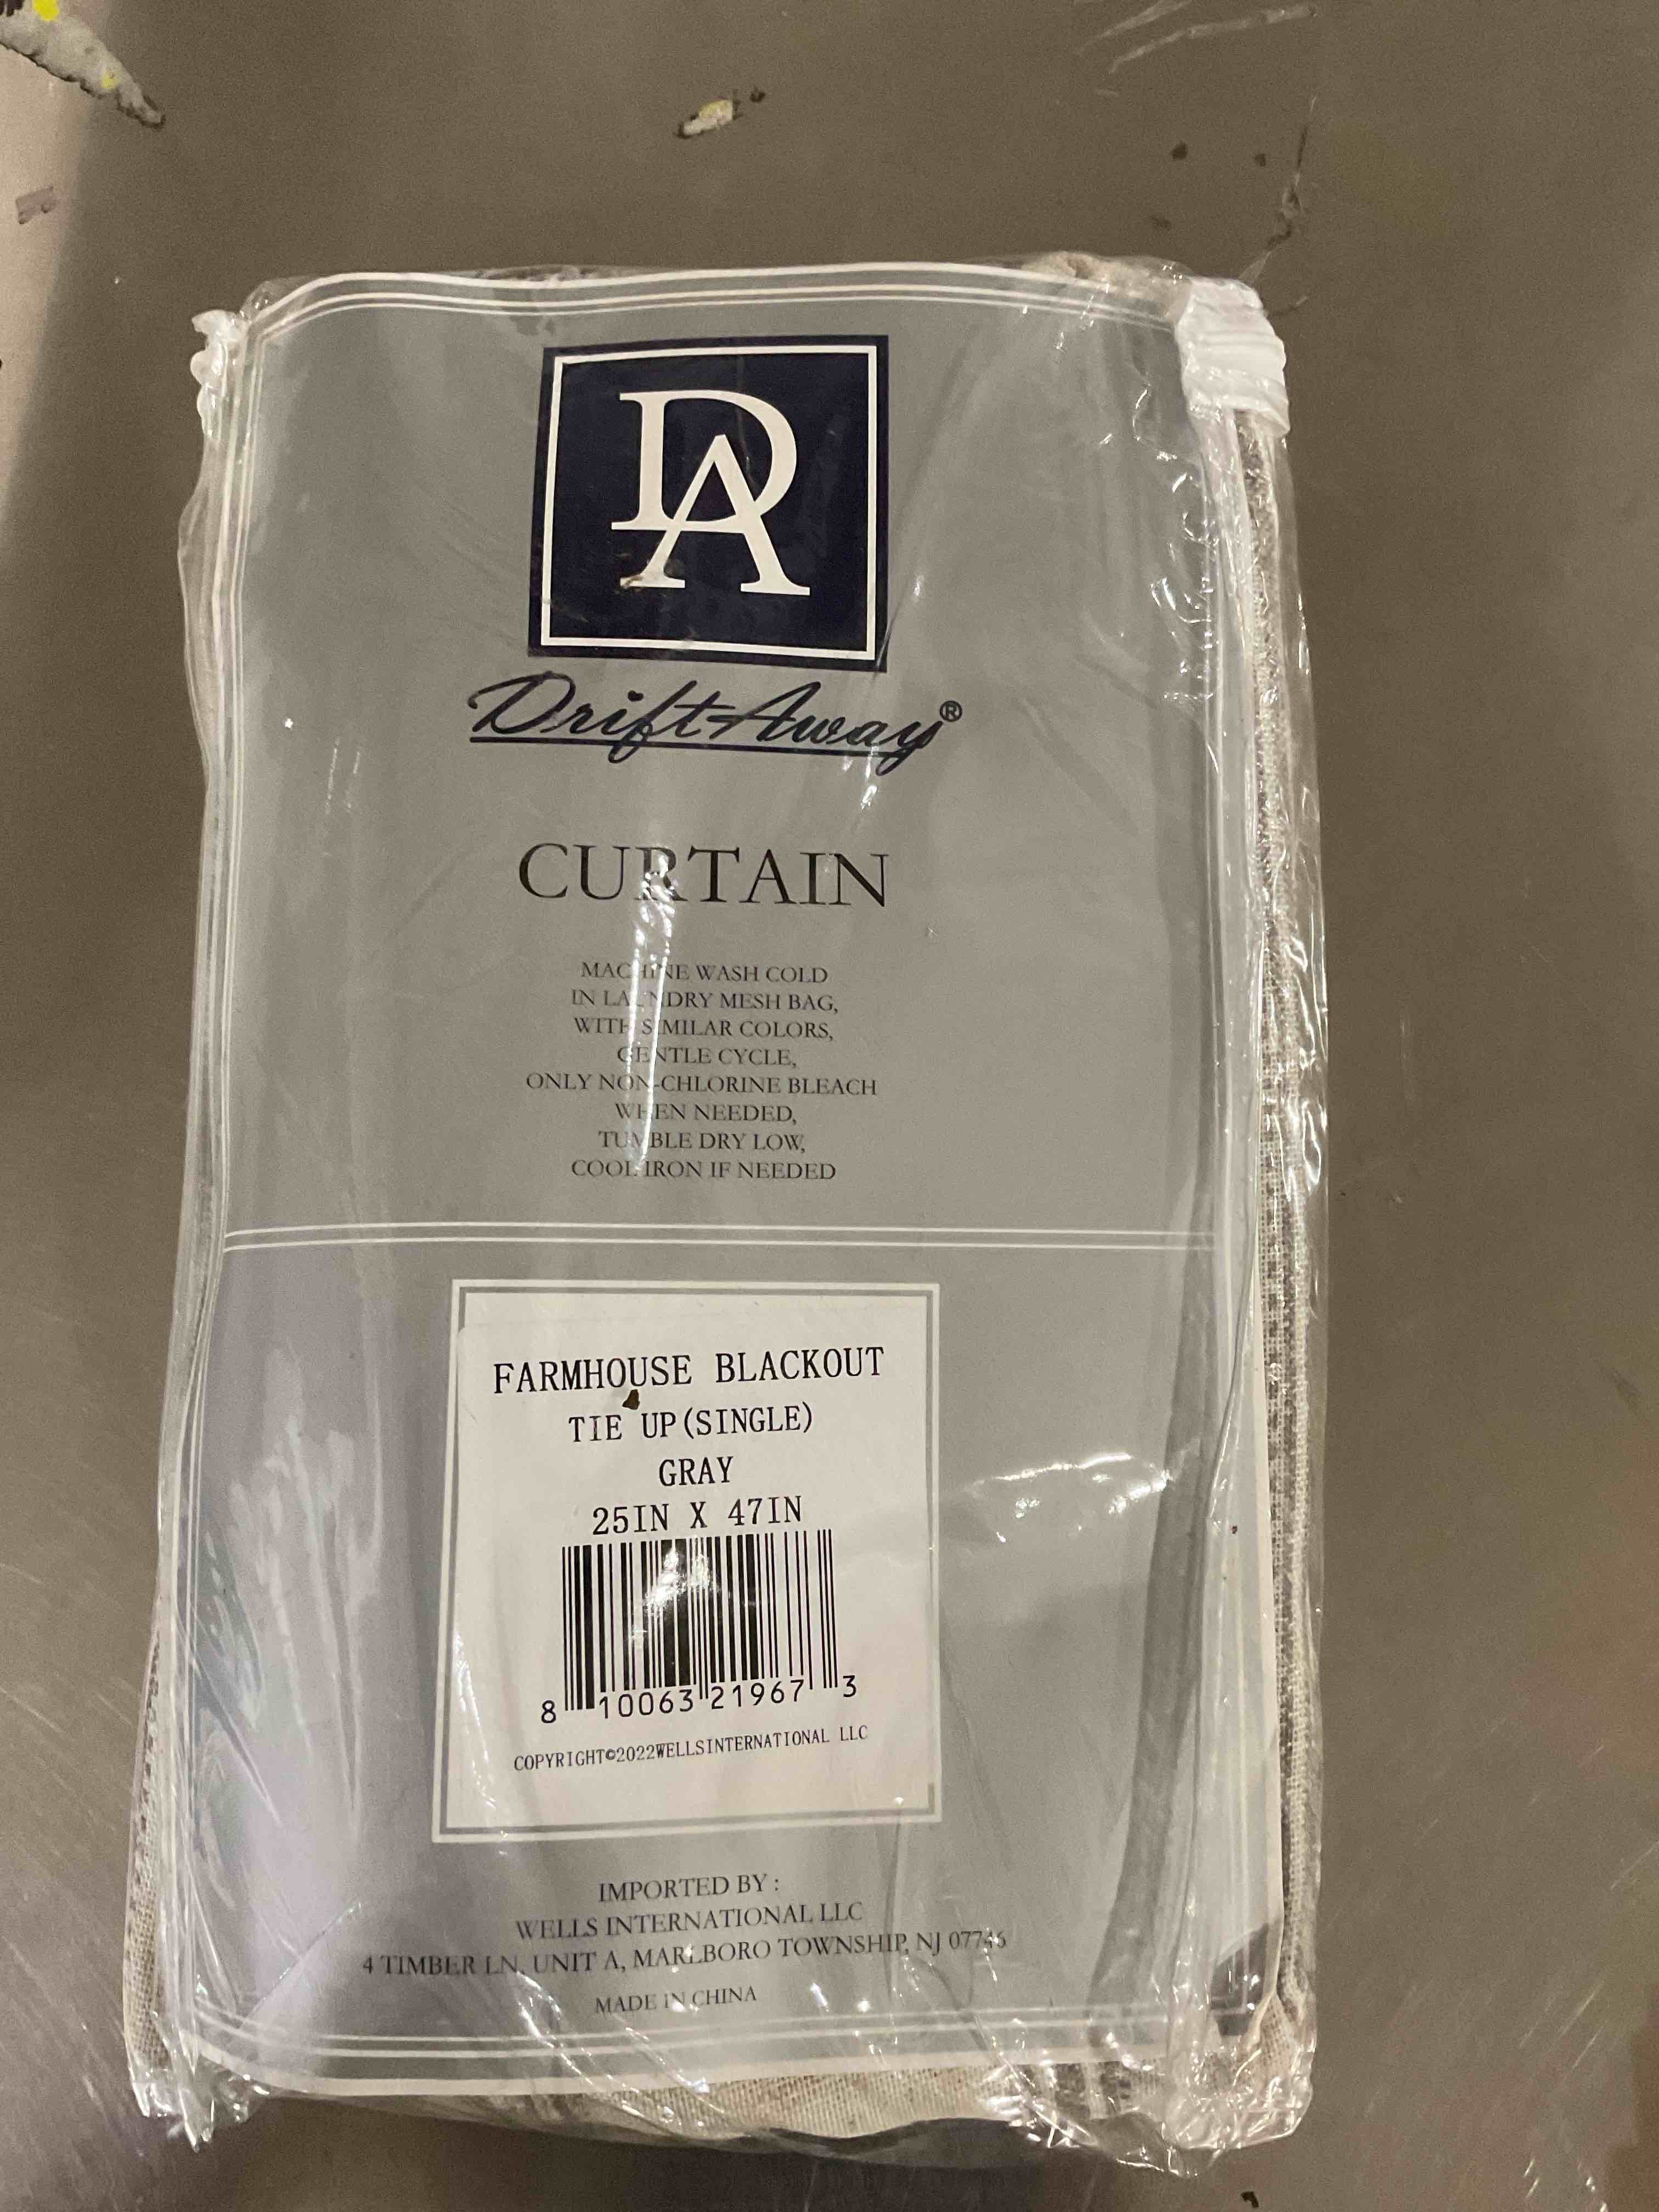 DA
DriftAway®
CURTAIN
MACHINE WASH COLD
IN LAUNDRY MESH BAG,
WITH SIMILAR COLORS,
GENTLE CYCLE,
ONLY NON-CHLORINE BLEACH
WHEN NEEDED,
TUMBLE DRY LOW,
COOL IRON IF NEEDED
FARMHOUSE BLACKOUT
TIE UP(SINGLE)
GRAY
25IN X 47IN
8 10063 21967 3
COPYRIGHT©2022WELLSINTERNATIONAL LLC
IMPORTED BY :
WELLS INTERNATIONAL LLC
4 TIMBER LN, UNIT A, MARLBORO TOWNSHIP, NJ 07746
MADE IN CHINA